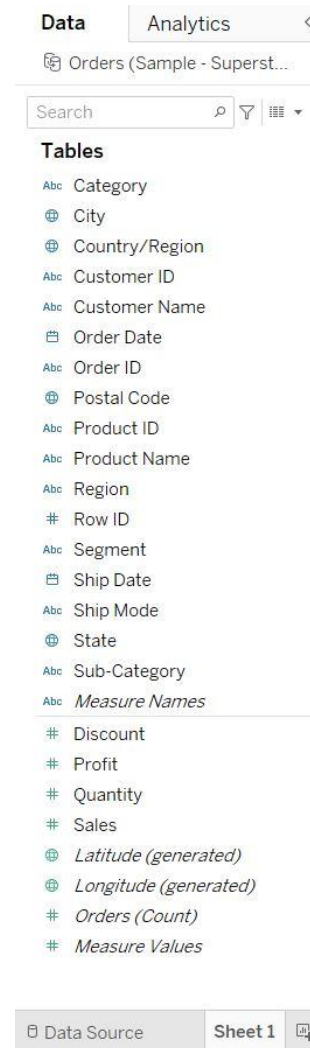 Data Analytics
Orders (Sample - Superst...
Search
Tables
Abc Category
City
Country/Region
Abc Customer ID
Abc Customer Name
Order Date
Abc Order ID
Postal Code
Abc Product ID
Abc Product Name
Abc Region
# Row ID
Abc Segment
Ship Date
Abc Ship Mode
State
Abc Sub-Category
Abc Measure Names
# Discount
# Profit
# Quantity
# Sales
Latitude (generated)
Longitude (generated)
# Orders (Count)
# Measure Values
Data Source Sheet 1